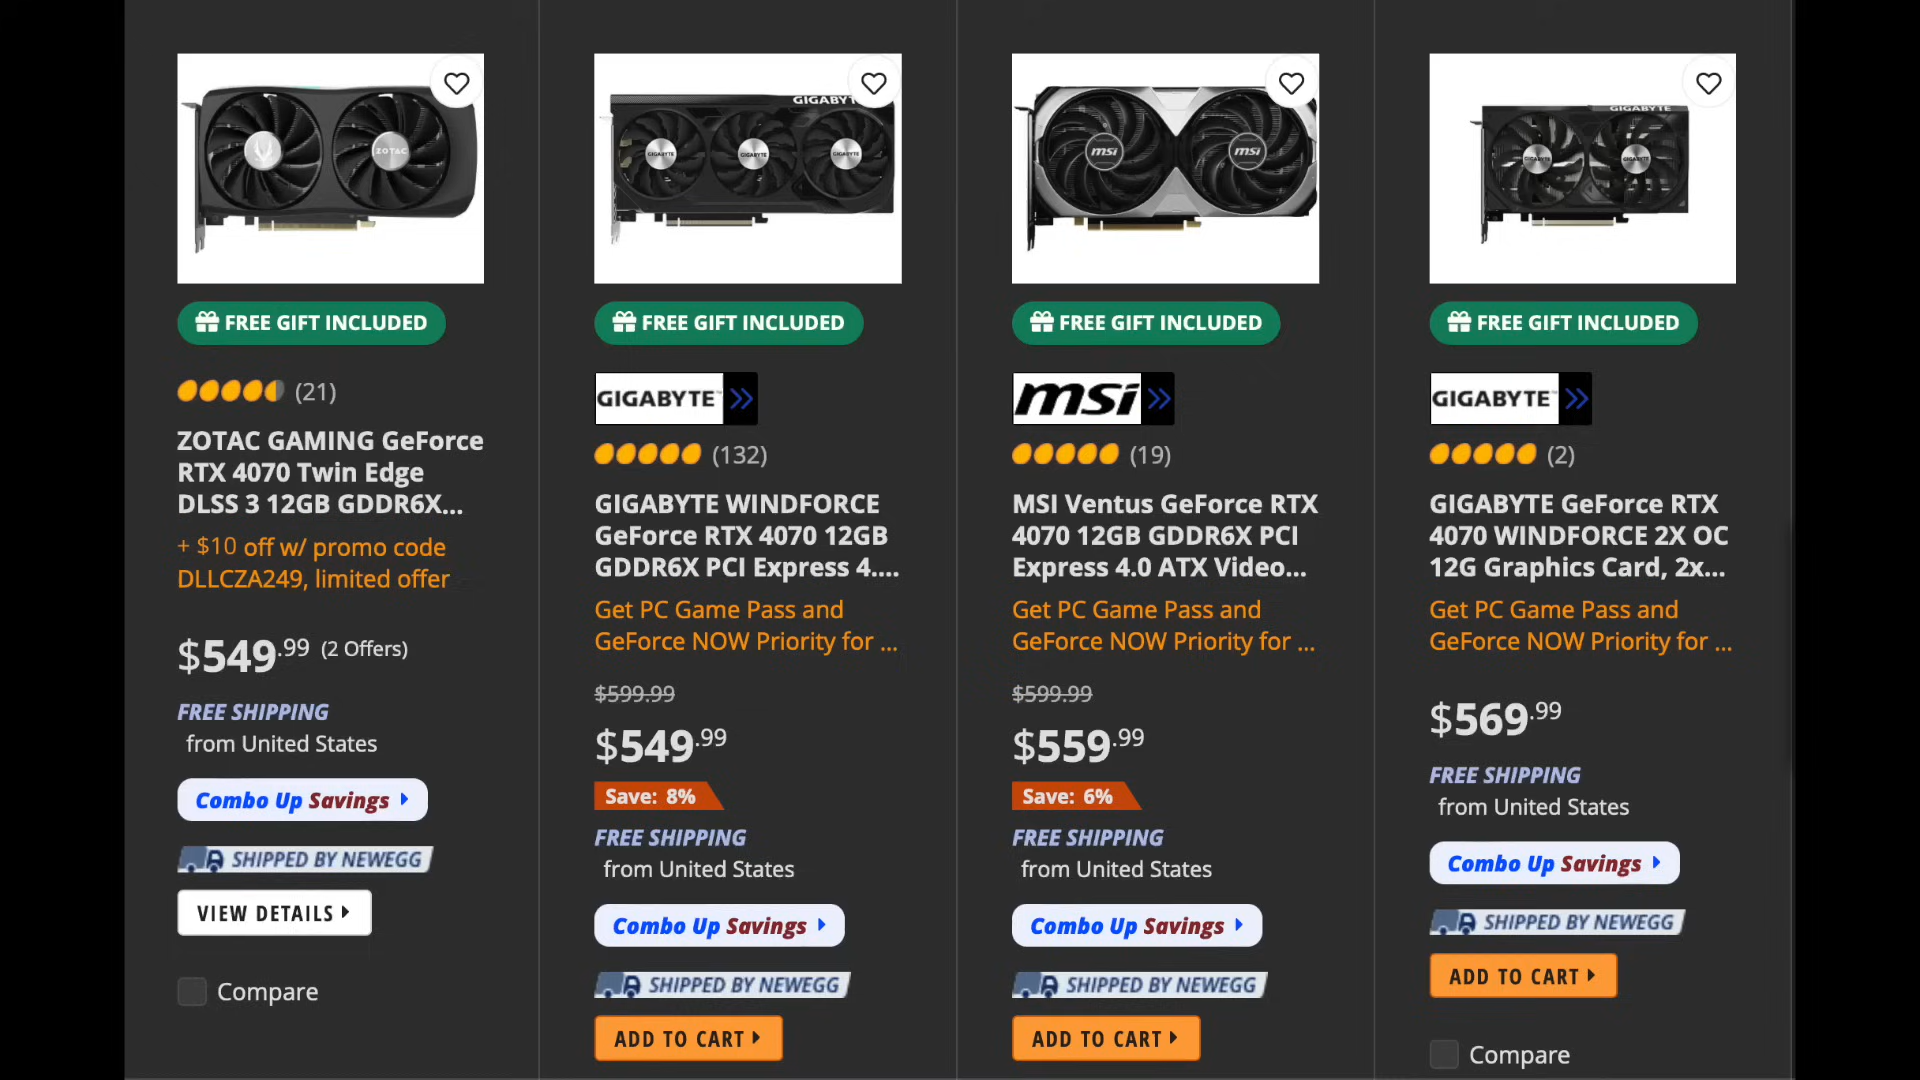 FREE GIFT INCLUDED
(21)
ZOTAC GAMING GeForce
RTX 4070 Twin Edge
DLSS 3 12GB GDDR6X...
+ $10 off w/ promo code
DLLCZA249, limited offer
$549.99 (2 Offers)
FREE SHIPPING
from United States
Combo Up Savings
SHIPPED BY NEWEGG
VIEW DETAILS
Compare
GIGABYTE
FREE GIFT INCLUDED
GIGABYTE
(132)
GIGABYTE WINDFORCE
GeForce RTX 4070 12GB
GDDR6X PCI Express 4....
Get PC Game Pass and
GeForce NOW Priority for ...
$599.99
$549.99
Save: 8%
FREE SHIPPING
from United States
Combo Up Savings
SHIPPED BY NEWEGG
ADD TO CART
msi msi
FREE GIFT INCLUDED
msi
(19)
MSI Ventus GeForce RTX
4070 12GB GDDR6X PCI
Express 4.0 ATX Video...
Get PC Game Pass and
GeForce NOW Priority for ...
$599.99
$559.99
Save: 6%
FREE SHIPPING
from United States
Combo Up Savings
SHIPPED BY NEWEGG
ADD TO CART
GIGABYTE
FREE GIFT INCLUDED
GIGABYTE
(2)
GIGABYTE GeForce RTX
4070 WINDFORCE 2X OC
12G Graphics Card, 2x...
Get PC Game Pass and
GeForce NOW Priority for ...
$569.99
FREE SHIPPING
from United States
Combo Up Savings
SHIPPED BY NEWEGG
ADD TO CART
Compare